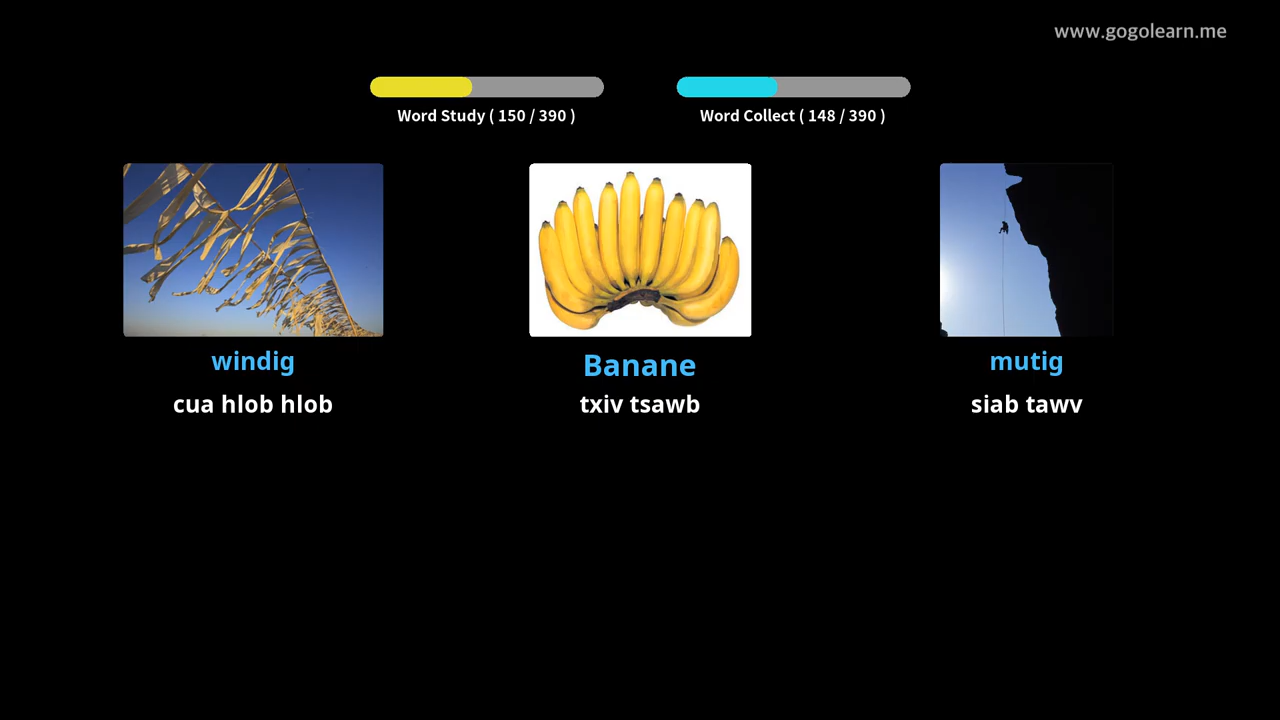 www.gogolearn.me
Word Study ( 150 / 390 )
Word Collect ( 148 / 390 )
windig
cua hlob hlob
Banane
txiv tsawb
mutig
siab tawv